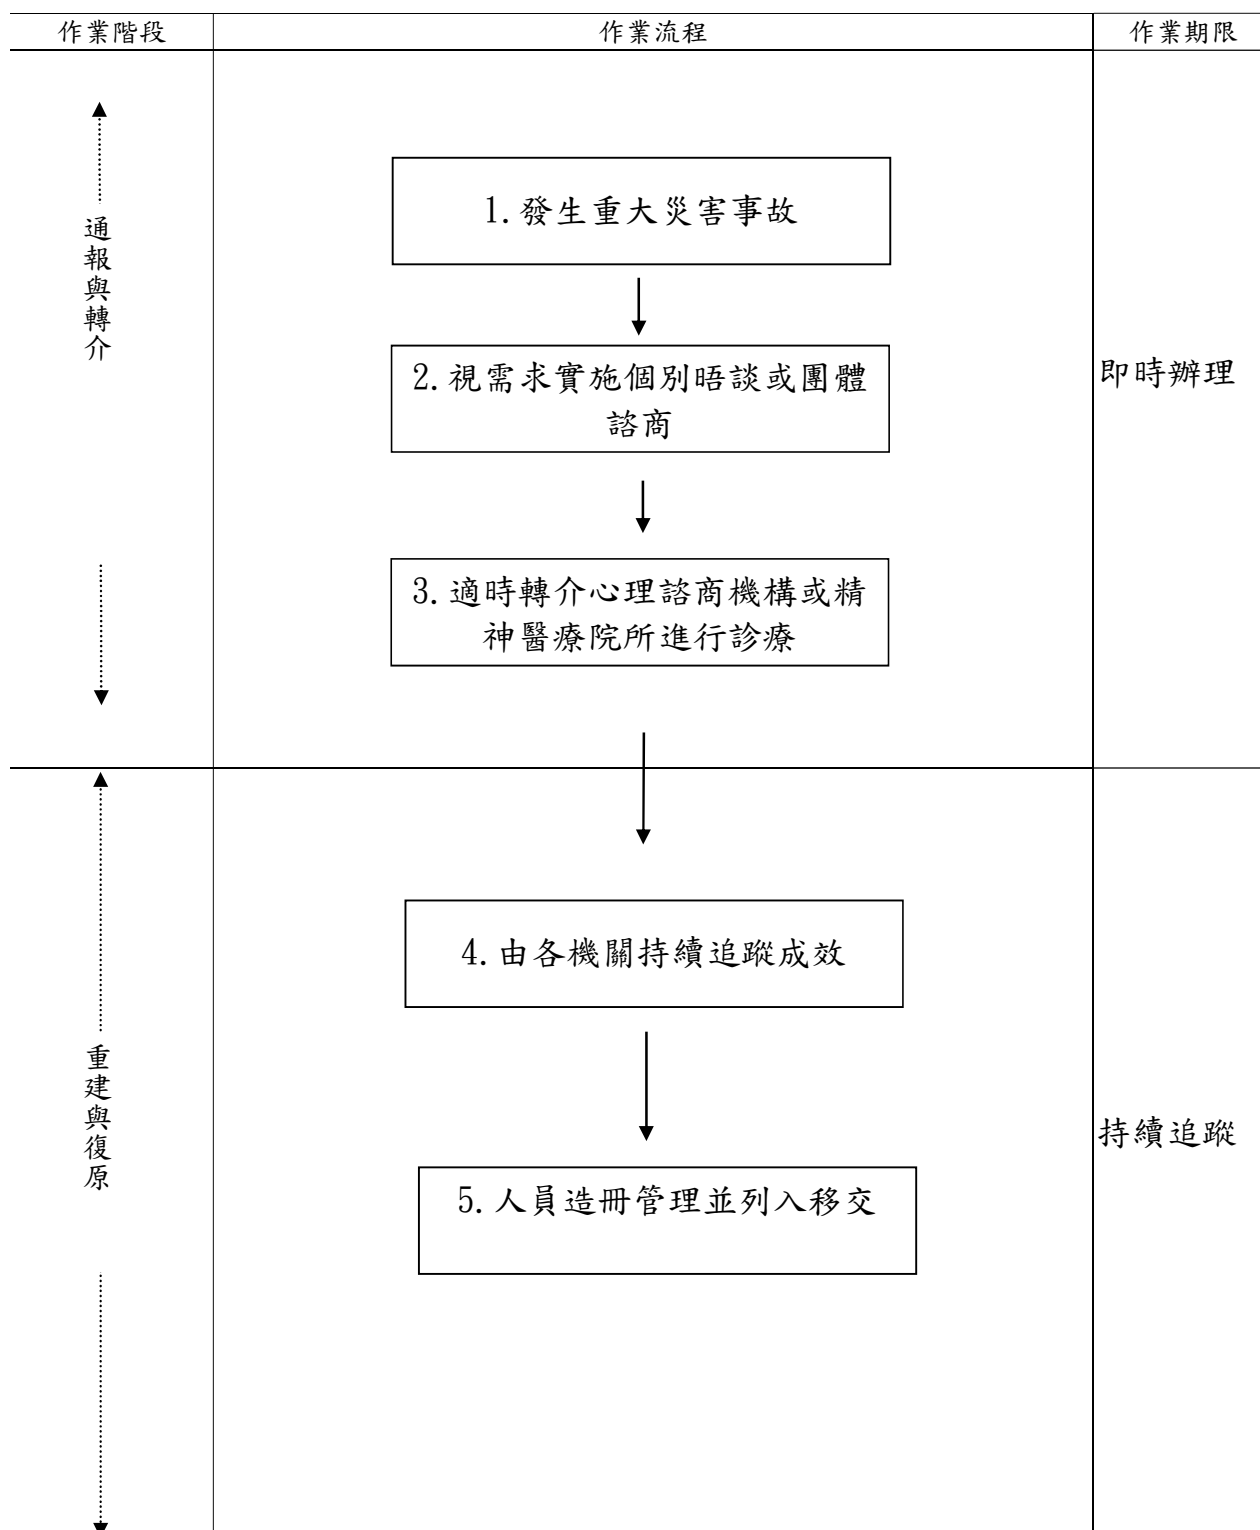 作業階段
作業流程
作業期限
通報與轉介
1.發生重大災害事故
2.視需求實施個別晤談或團體
諮商
3.適時轉介心理諮商機構或精
神醫療院所進行診療
即時辦理
重建與復原
4.由各機關持續追蹤成效
5.人員造冊管理並列入移交
持續追蹤